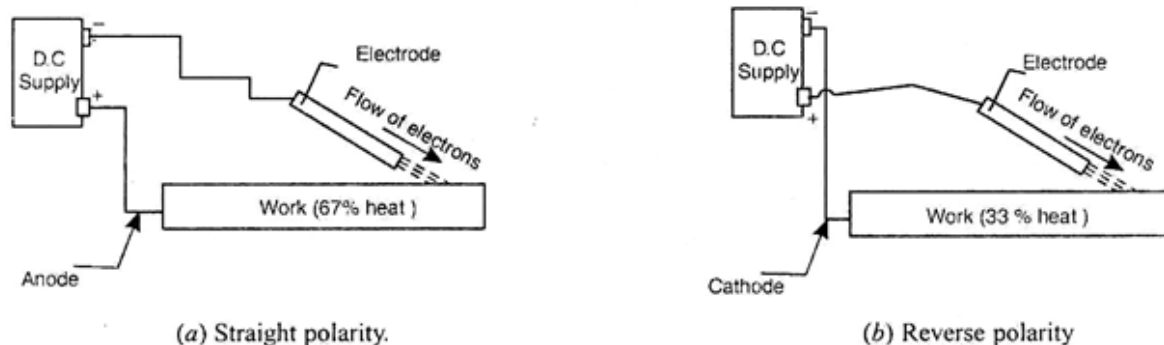 D.C
Supply
−
+
Electrode
Flow of electrons
Work (67% heat )
Anode
(a) Straight polarity.
D.C
Supply
−
+
Electrode
Flow of electrons
Work (33 % heat )
Cathode
(b) Reverse polarity